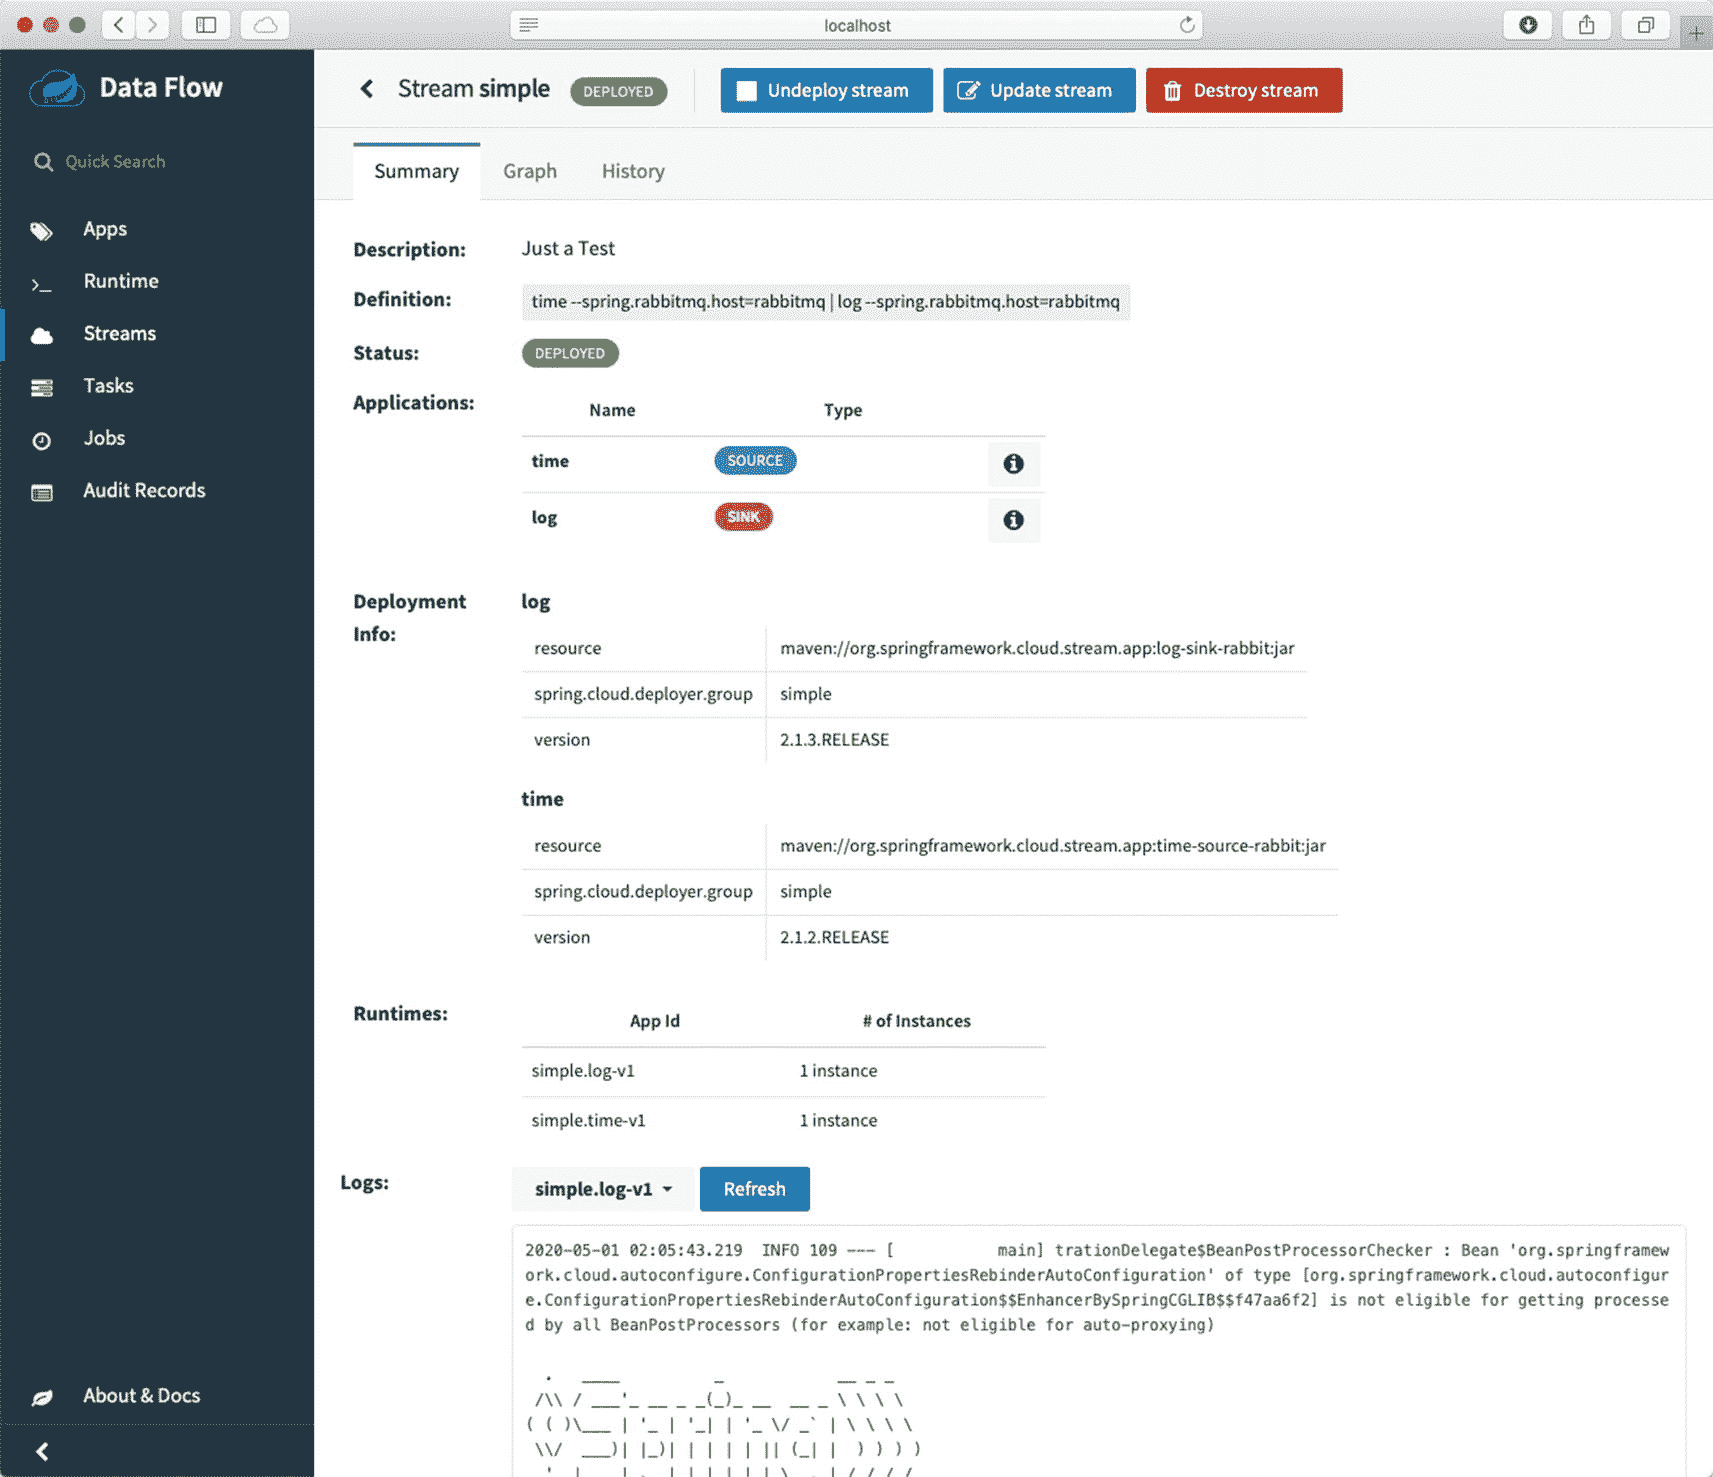 localhost
Data Flow
Stream simple DEPLOYED Undeploy stream Update stream Destroy stream
Quick Search
Summary Graph History
Apps
Runtime
Streams
Tasks
Jobs
Audit Records
About & Docs
Description: Just a Test
Definition: time --spring.rabbitmq.host=rabbitmq | log --spring.rabbitmq.host=rabbitmq
Status: DEPLOYED
Applications: Name Type
time SOURCE
log SINK
Deployment Info: log
resource maven://org.springframework.cloud.stream.app:log-sink-rabbit:jar
spring.cloud.deployer.group simple
version 2.1.3.RELEASE
time
resource maven://org.springframework.cloud.stream.app:time-source-rabbit:jar
spring.cloud.deployer.group simple
version 2.1.2.RELEASE
Runtimes: App Id # of Instances
simple.log-v1 1 instance
simple.time-v1 1 instance
Logs: simple.log-v1 Refresh
2020-05-01 02:05:43.219  INFO 109 --- [           main] trationDelegate$BeanPostProcessorChecker : Bean 'org.springframew
ork.cloud.autoconfigure.ConfigurationPropertiesRebinderAutoConfiguration' of type [org.springframework.cloud.autoconfigur
e.ConfigurationPropertiesRebinderAutoConfiguration$$EnhancerBySpringCGLIB$$f47aa6f2] is not eligible for getting processe
d by all BeanPostProcessors (for example: not eligible for auto-proxying)